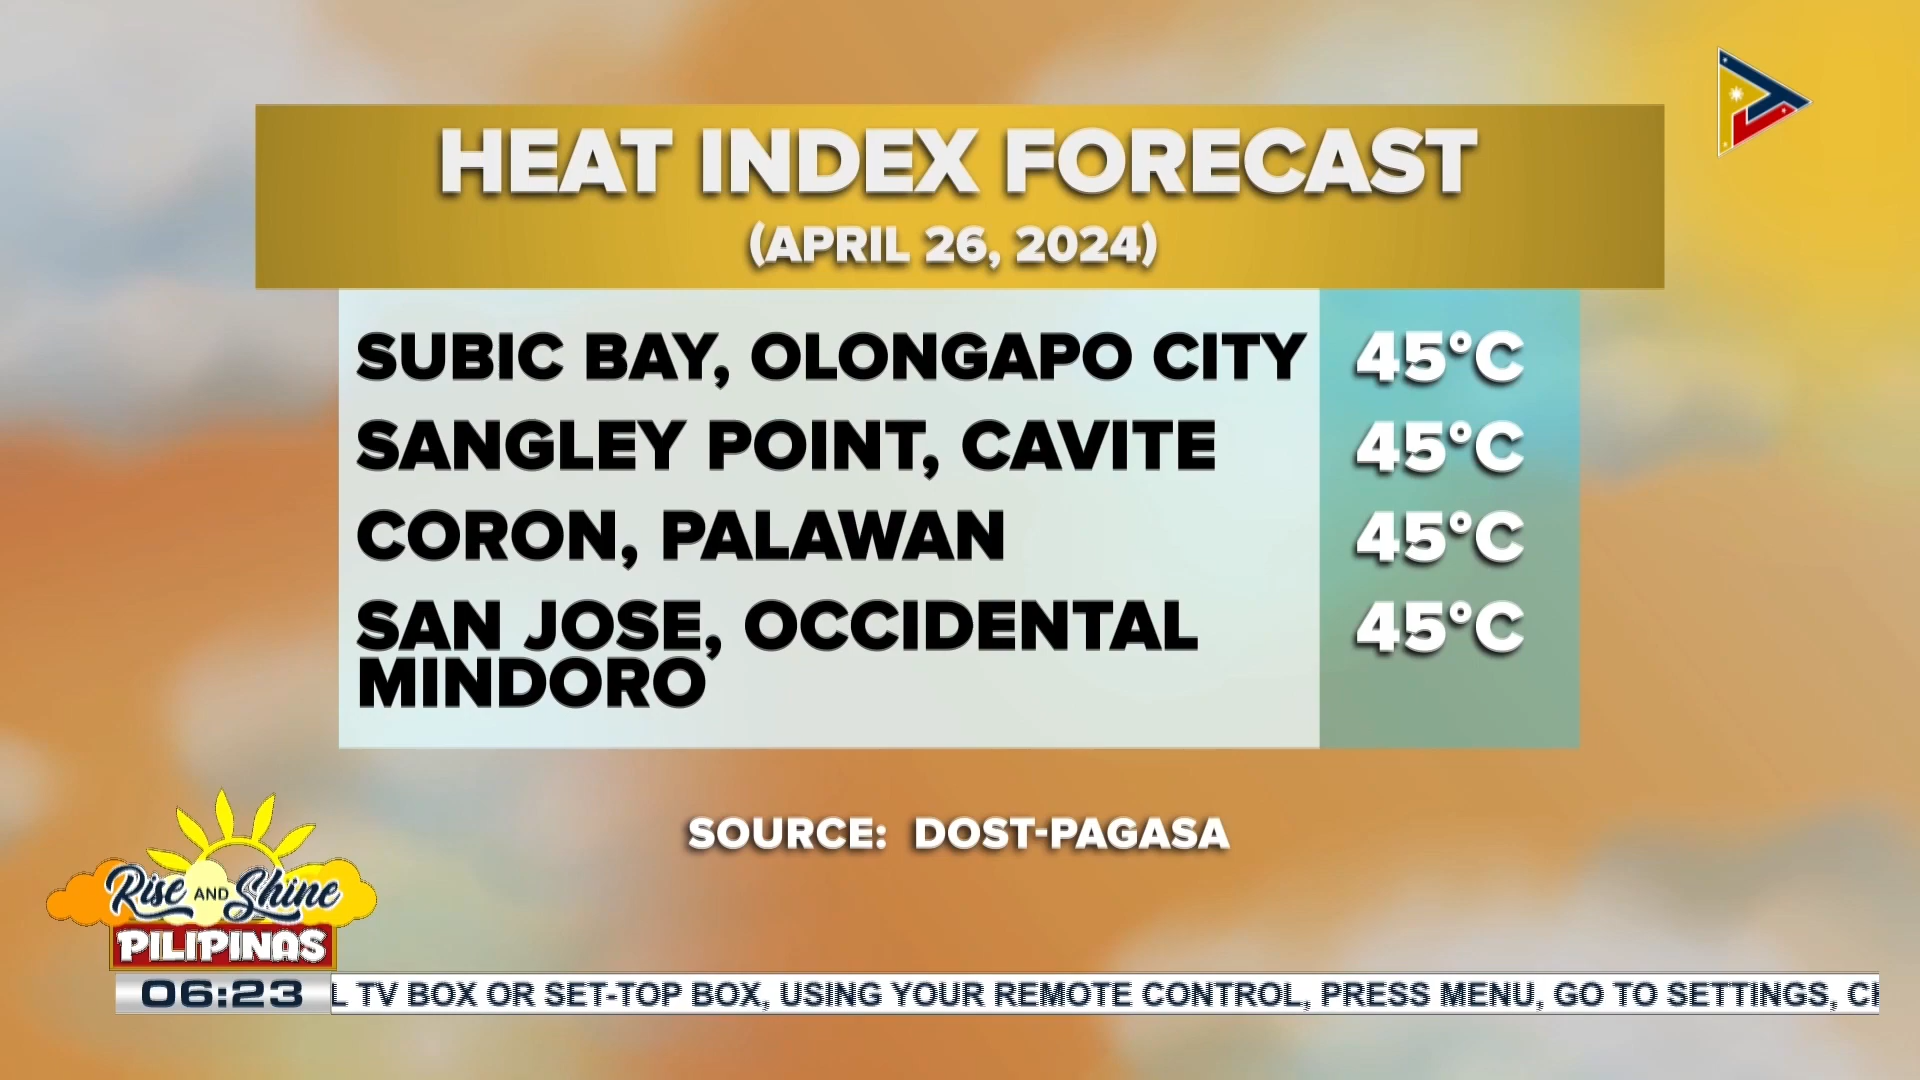 HEAT INDEX FORECAST
(APRIL 26, 2024)
SUBIC BAY, OLONGAPO CITY 45°C
SANGLEY POINT, CAVITE 45°C
CORON, PALAWAN 45°C
SAN JOSE, OCCIDENTAL 45°C
MINDORO
SOURCE: DOST-PAGASA
Rise AND Shine
PILIPINAS
06:23 L TV BOX OR SET-TOP BOX, USING YOUR REMOTE CONTROL, PRESS MENU, GO TO SETTINGS,